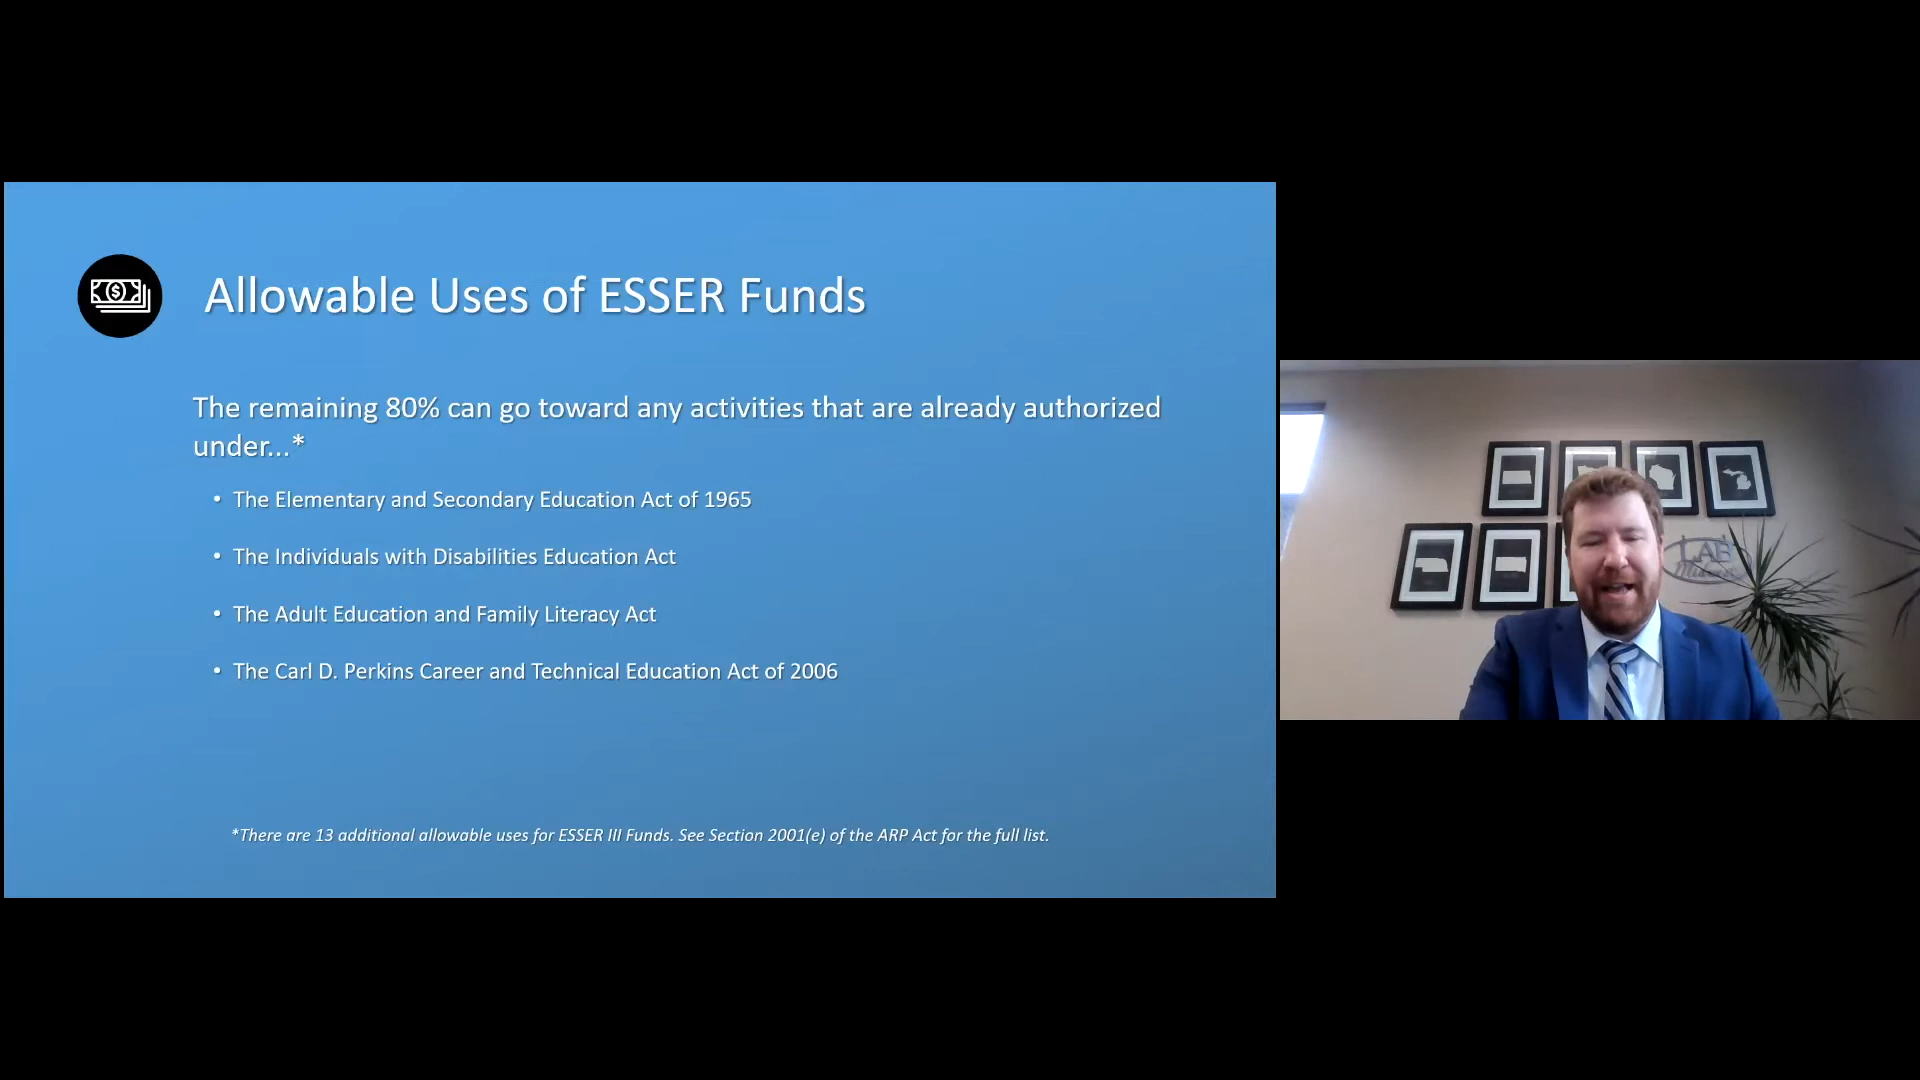 Allowable Uses of ESSER Funds
The remaining 80% can go toward any activities that are already authorized
under...*
• The Elementary and Secondary Education Act of 1965
• The Individuals with Disabilities Education Act
• The Adult Education and Family Literacy Act
• The Carl D. Perkins Career and Technical Education Act of 2006
*There are 13 additional allowable uses for ESSER III Funds. See Section 2001(e) of the ARP Act for the full list.
LAB
Midwest